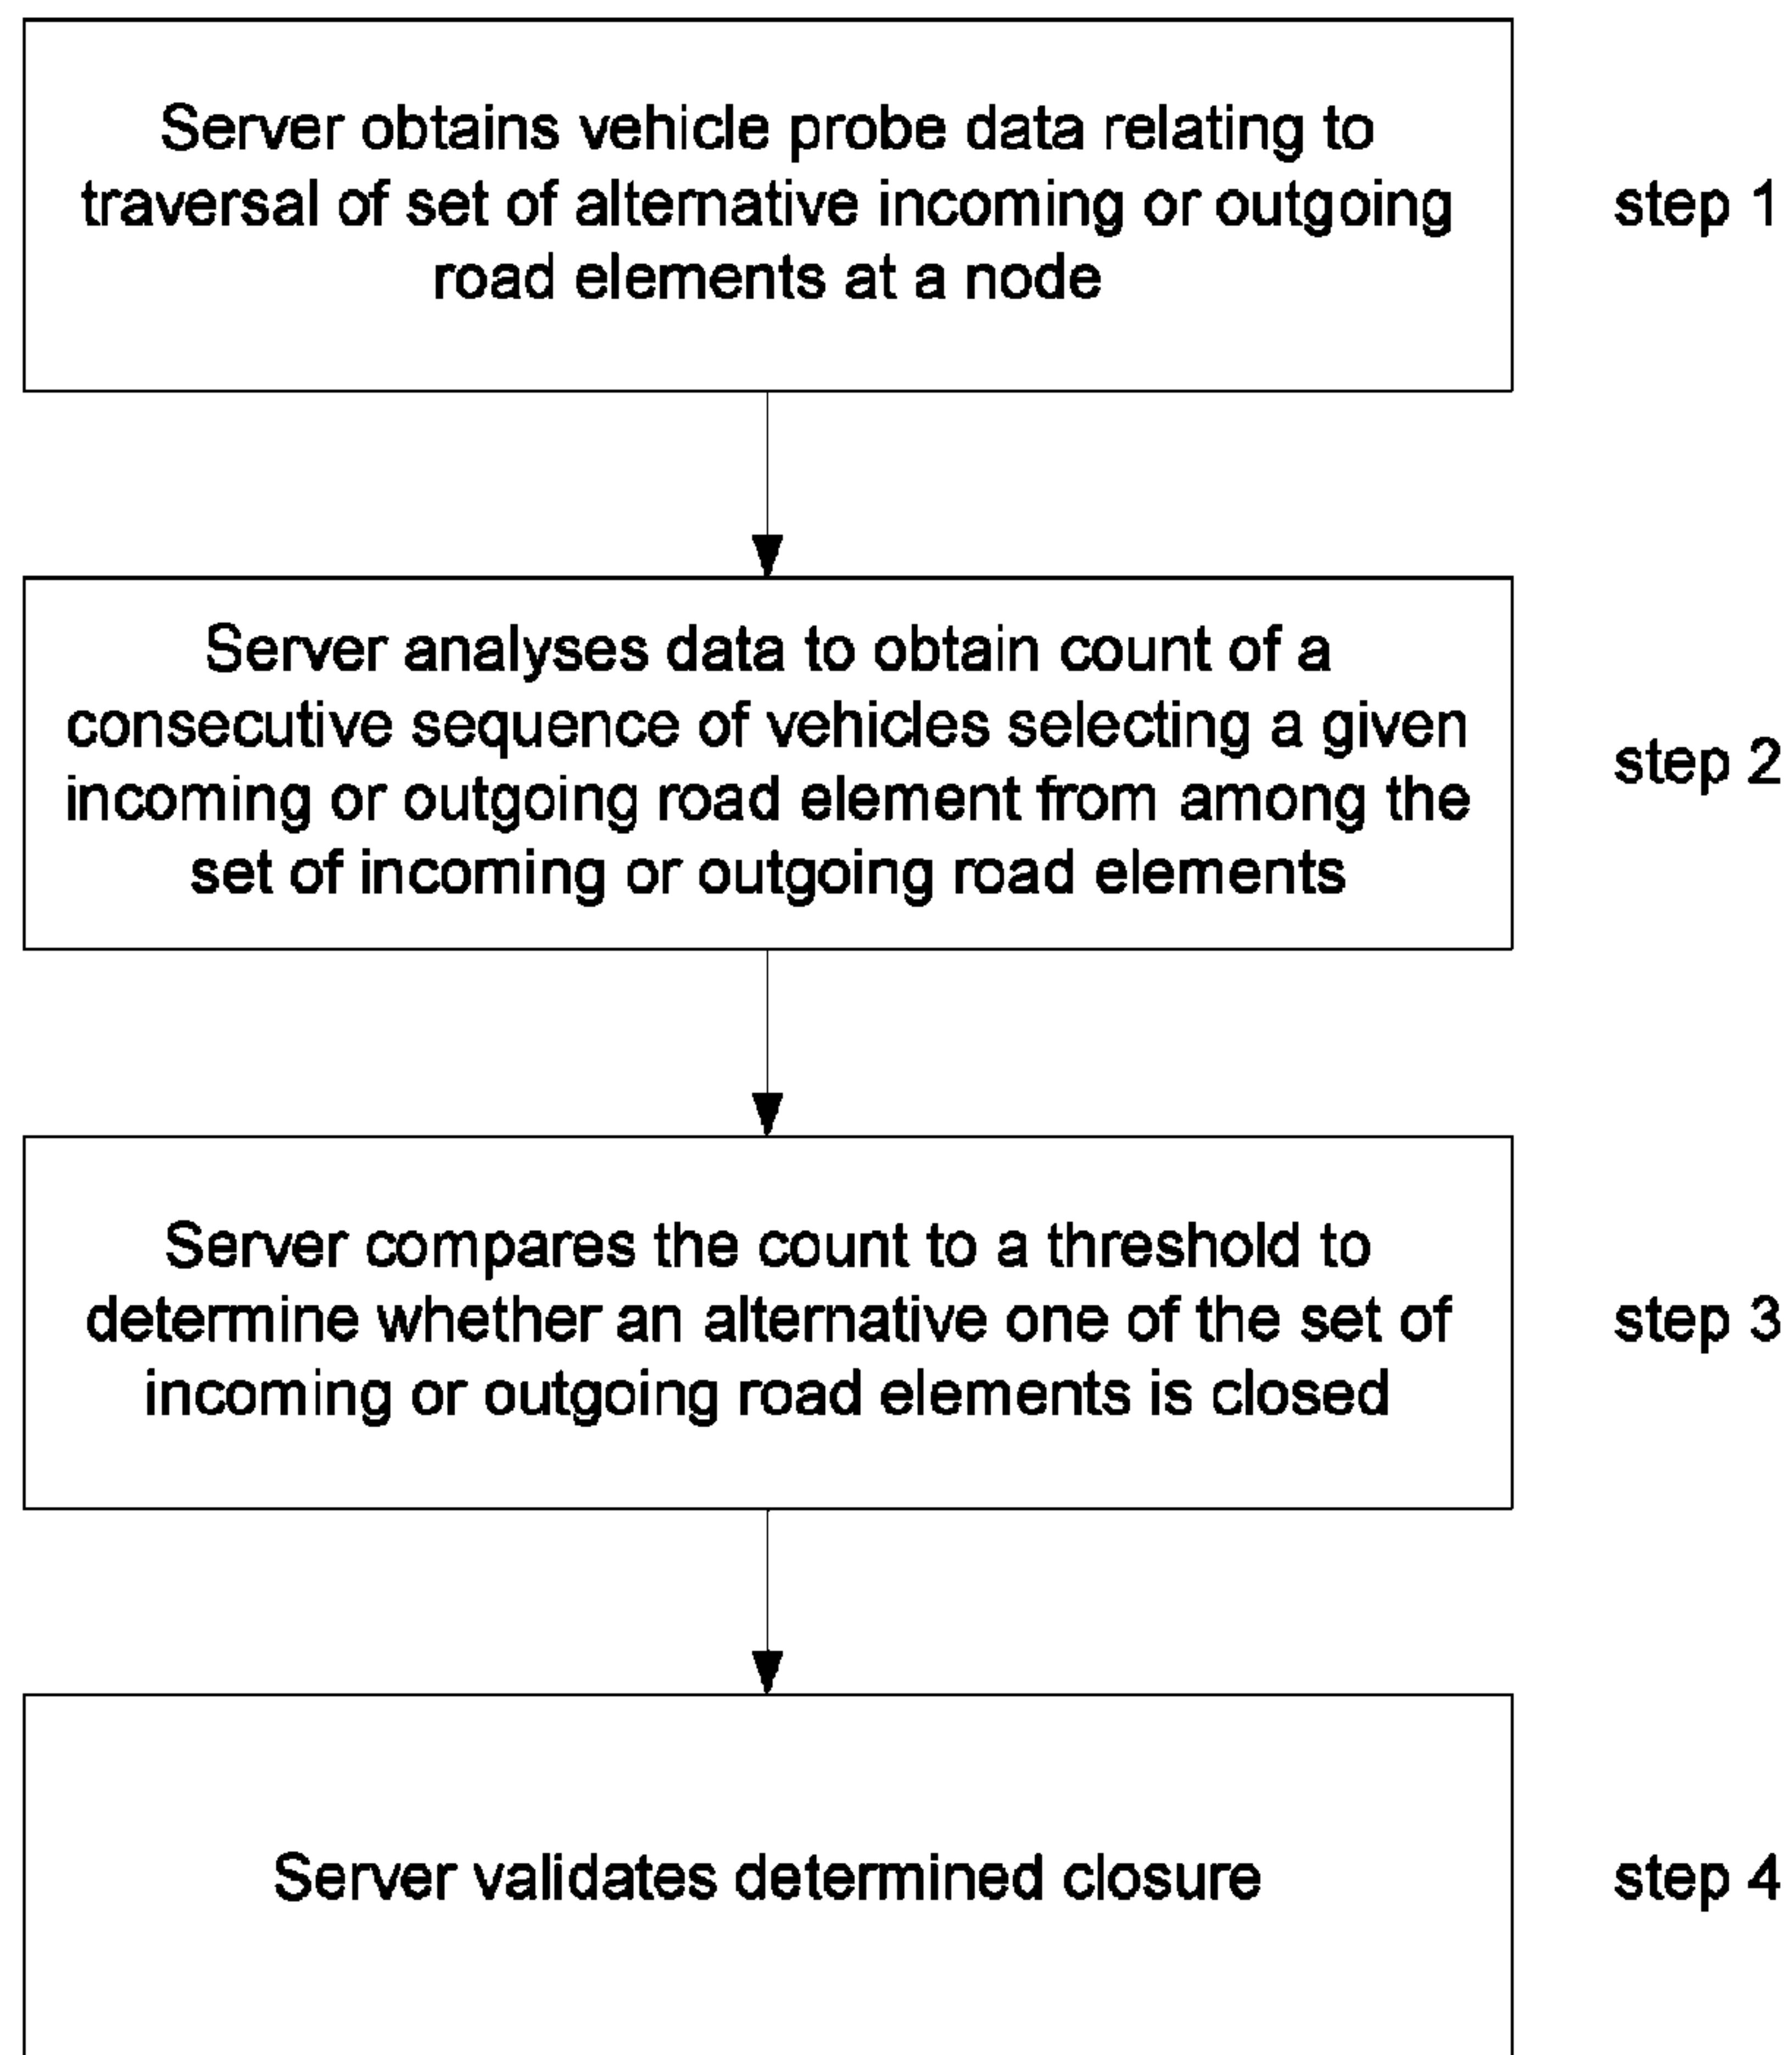 Server obtains vehicle probe data relating to
traversal of set of alternative incoming or outgoing
road elements at a node
step 1
Server analyses data to obtain count of a
consecutive sequence of vehicles selecting a given
incoming or outgoing road element from among the
set of incoming or outgoing road elements
step 2
Server compares the count to a threshold to
determine whether an alternative one of the set of
incoming or outgoing road elements is closed
step 3
Server validates determined closure
step 4